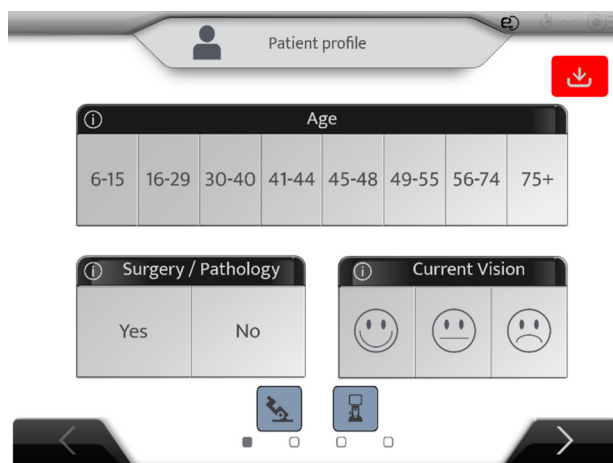 Patient profile
Age
6-15 16-29 30-40 41-44 45-48 49-55 56-74 75+
Surgery / Pathology
Yes No
Current Vision